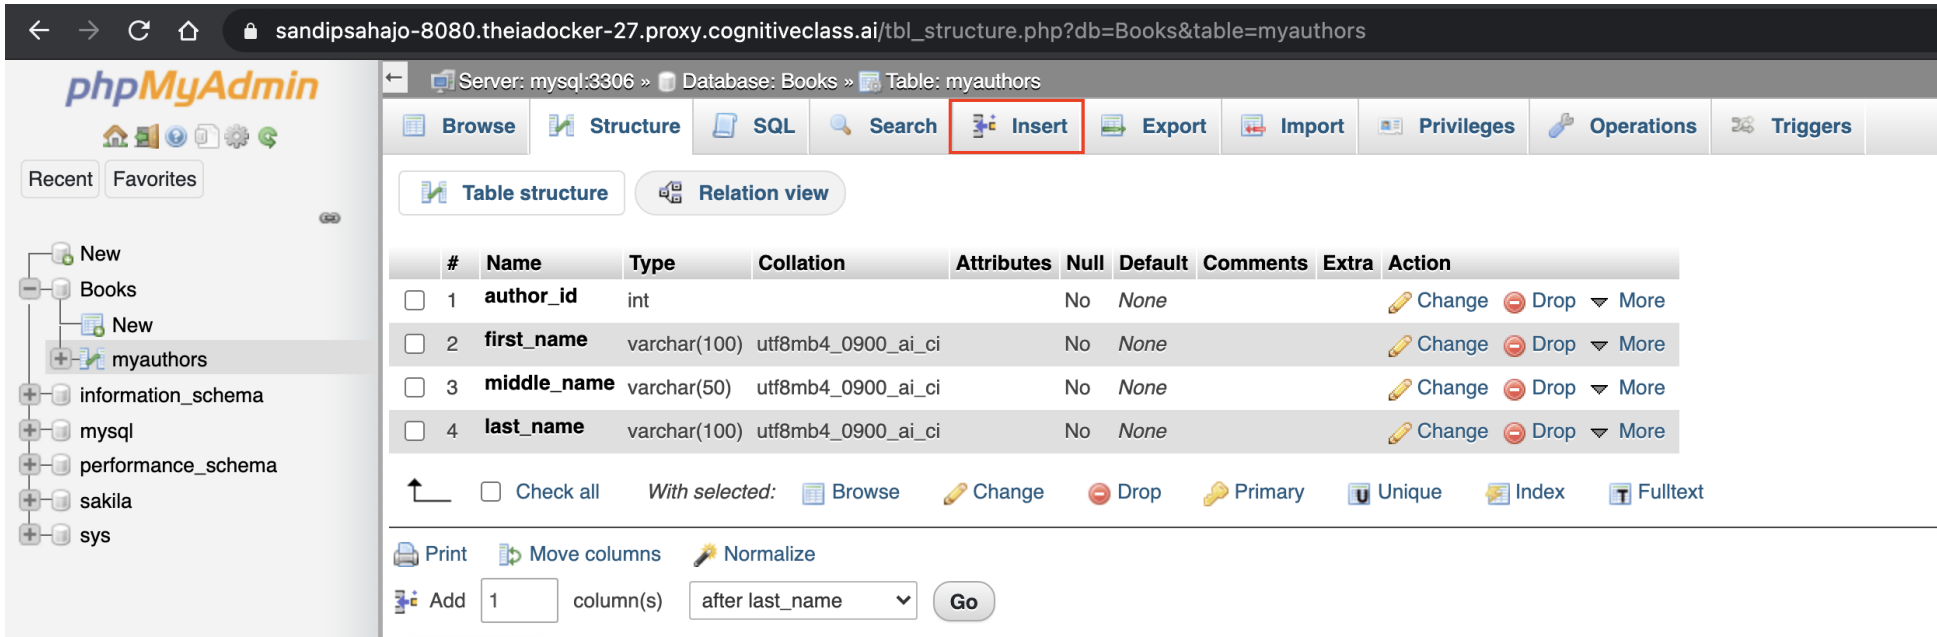 sandipsahajo-8080.theiadocker-27.proxy.cognitiveclass.ai/tbl_structure.php?db=Books&table=myauthors
phpMyAdmin
Recent Favorites
New
Books
New
myauthors
information_schema
mysql
performance_schema
sakila
sys
Server: mysql:3306 » Database: Books » Table: myauthors
Browse Structure SQL Search Insert Export Import Privileges Operations Triggers
Table structure Relation view
# Name Type Collation Attributes Null Default Comments Extra Action
1 author_id int No None Change Drop More
2 first_name varchar(100) utf8mb4_0900_ai_ci No None Change Drop More
3 middle_name varchar(50) utf8mb4_0900_ai_ci No None Change Drop More
4 last_name varchar(100) utf8mb4_0900_ai_ci No None Change Drop More
Check all With selected: Browse Change Drop Primary Unique Index Fulltext
Print Move columns Normalize
Add 1 column(s) after last_name Go